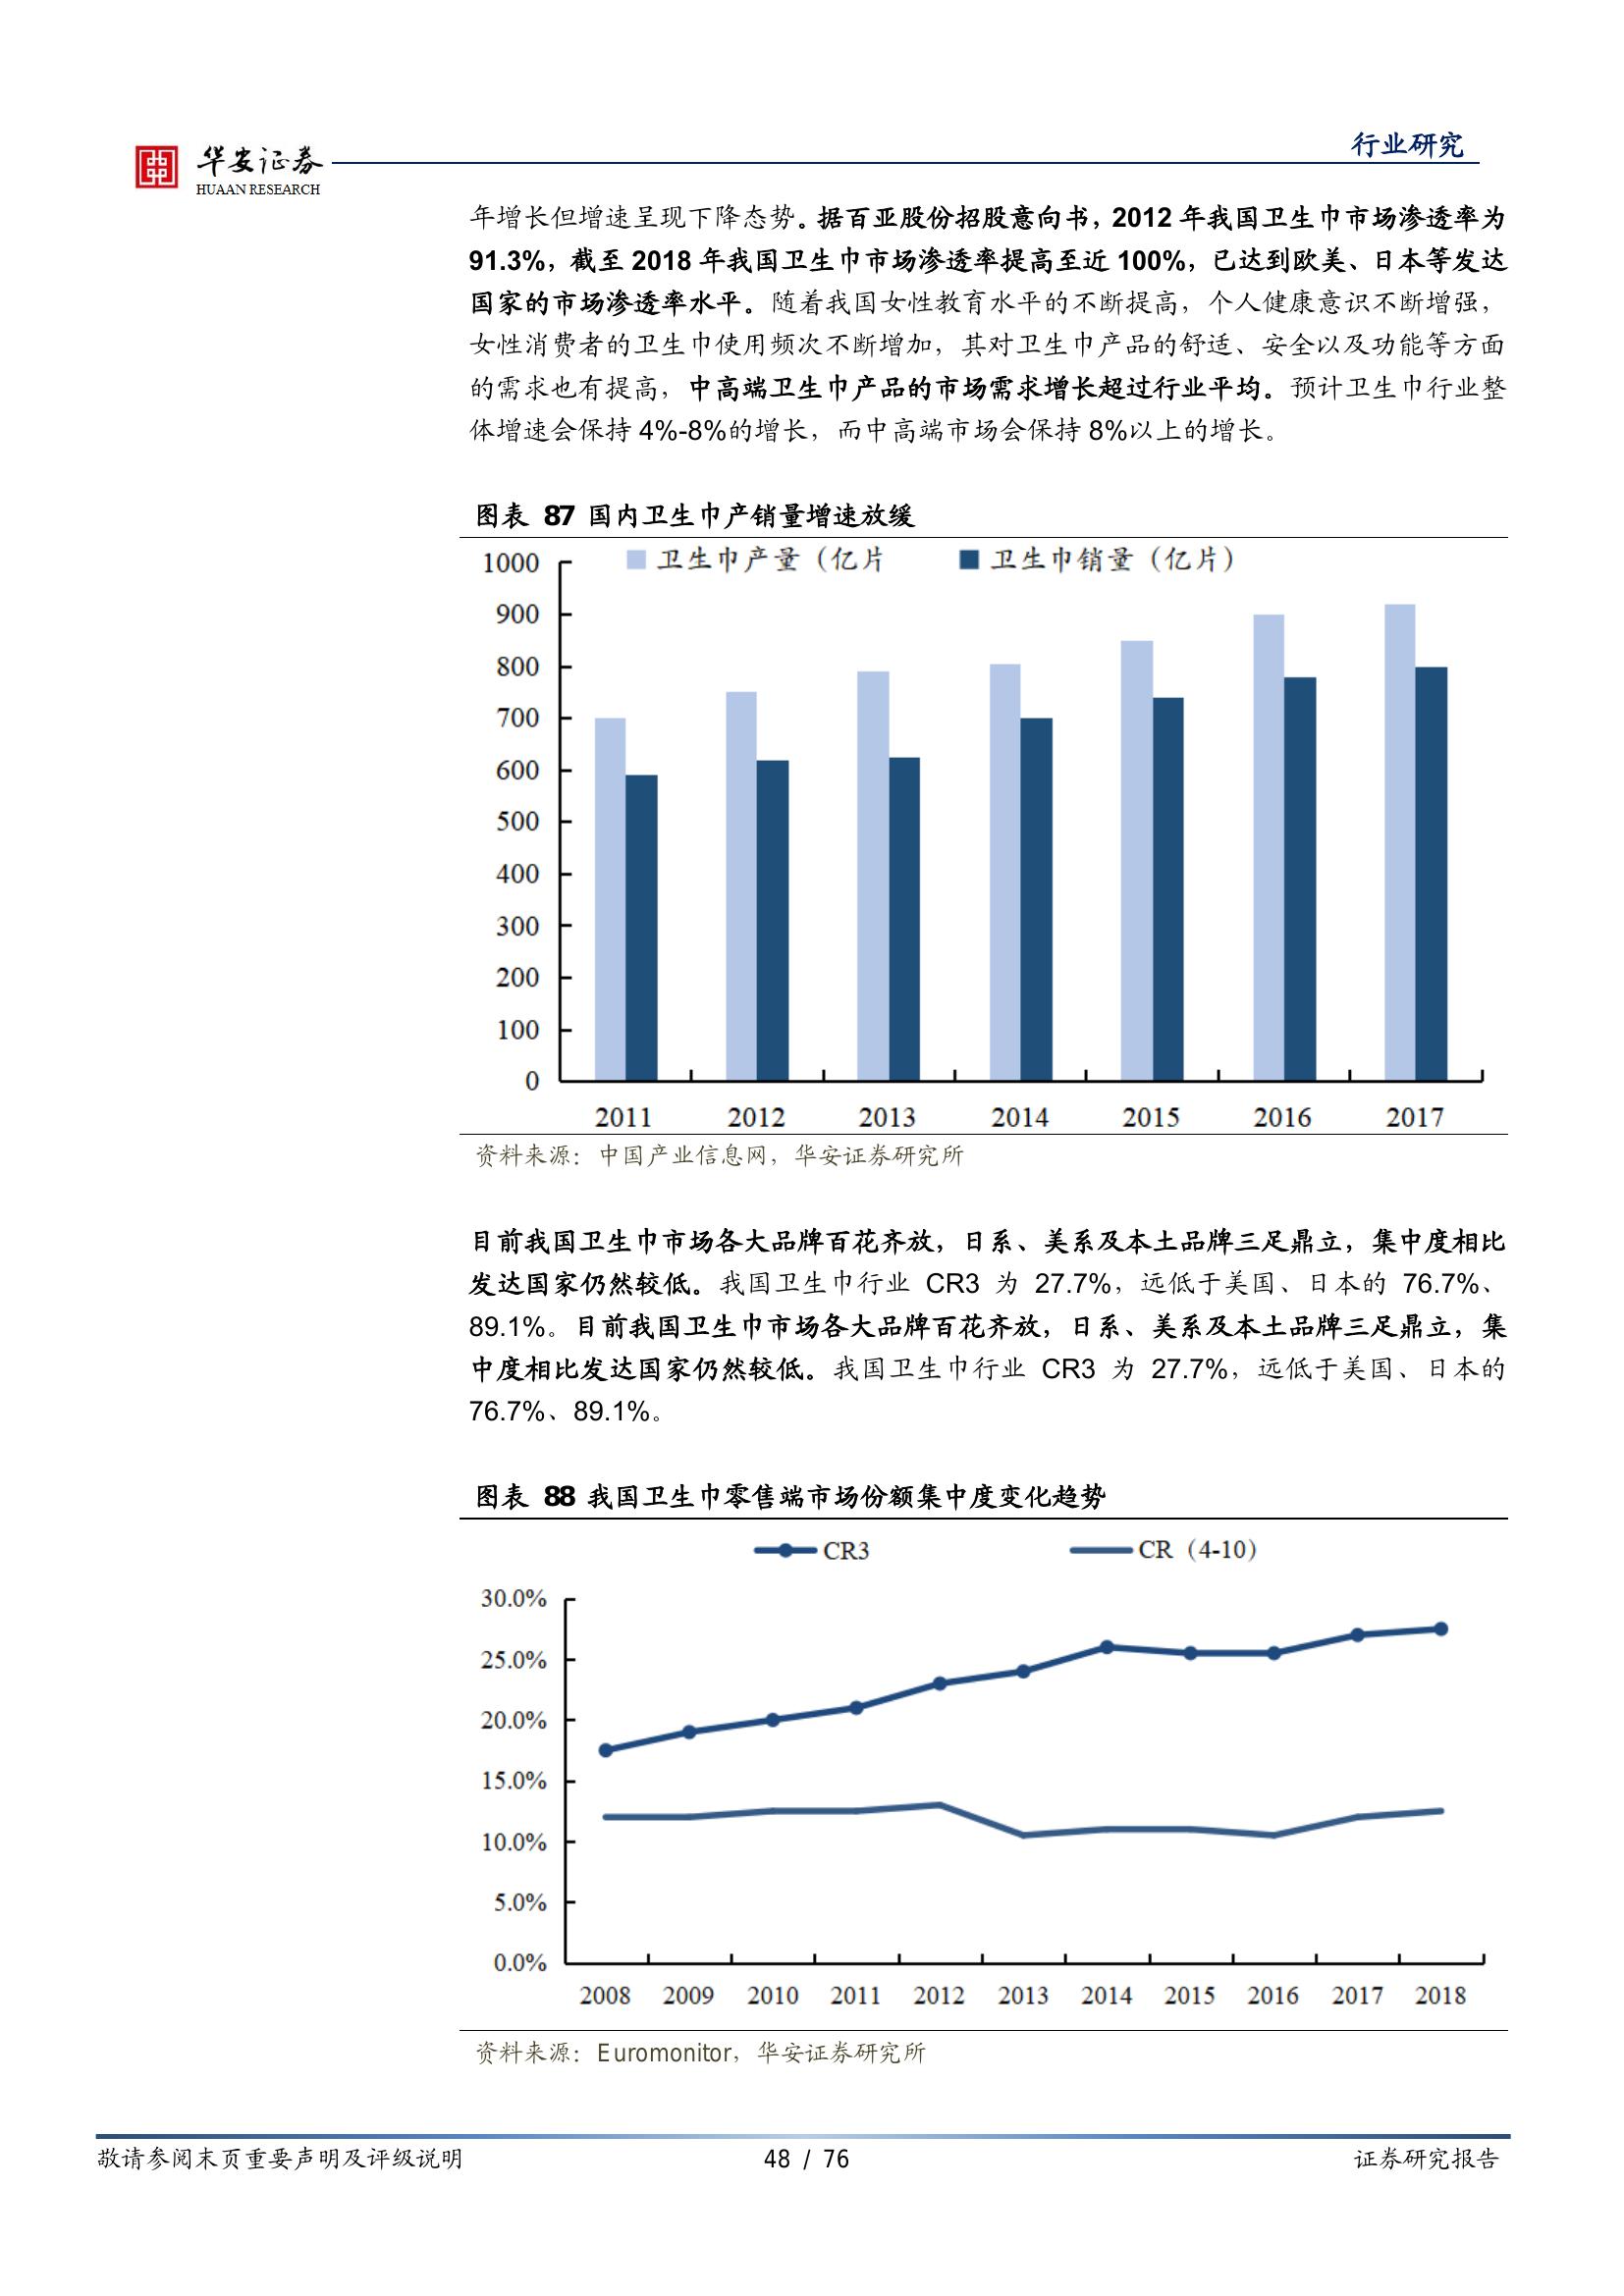 华安证券
HUAAN RESEARCH
行业研究
年增长但增速呈现下降态势。据百亚股份招股意向书，2012 年我国卫生巾市场渗透率为
91.3%，截至 2018 年我国卫生巾市场渗透率提高至近 100%，已达到欧美、日本等发达
国家的市场渗透率水平。随着我国女性教育水平的不断提高，个人健康意识不断增强，
女性消费者的卫生巾使用频次不断增加，其对卫生巾产品的舒适、安全以及功能等方面
的需求也有提高，中高端卫生巾产品的市场需求增长超过行业平均。预计卫生巾行业整
体增速会保持 4%-8%的增长，而中高端市场会保持 8%以上的增长。
图表 87 国内卫生巾产销量增速放缓
卫生巾产量（亿片 卫生巾销量（亿片）
1000
900
800
700
600
500
400
300
200
100
0
2011 2012 2013 2014 2015 2016 2017
资料来源：中国产业信息网，华安证券研究所
目前我国卫生巾市场各大品牌百花齐放，日系、美系及本土品牌三足鼎立，集中度相比
发达国家仍然较低。我国卫生巾行业 CR3 为 27.7%，远低于美国、日本的 76.7%、
89.1%。目前我国卫生巾市场各大品牌百花齐放，日系、美系及本土品牌三足鼎立，集
中度相比发达国家仍然较低。我国卫生巾行业 CR3 为 27.7%，远低于美国、日本的
76.7%、89.1%。
图表 88 我国卫生巾零售端市场份额集中度变化趋势
CR3 CR（4-10）
30.0%
25.0%
20.0%
15.0%
10.0%
5.0%
0.0%
2008 2009 2010 2011 2012 2013 2014 2015 2016 2017 2018
资料来源：Euromonitor，华安证券研究所
敬请参阅末页重要声明及评级说明 48 / 76 证券研究报告